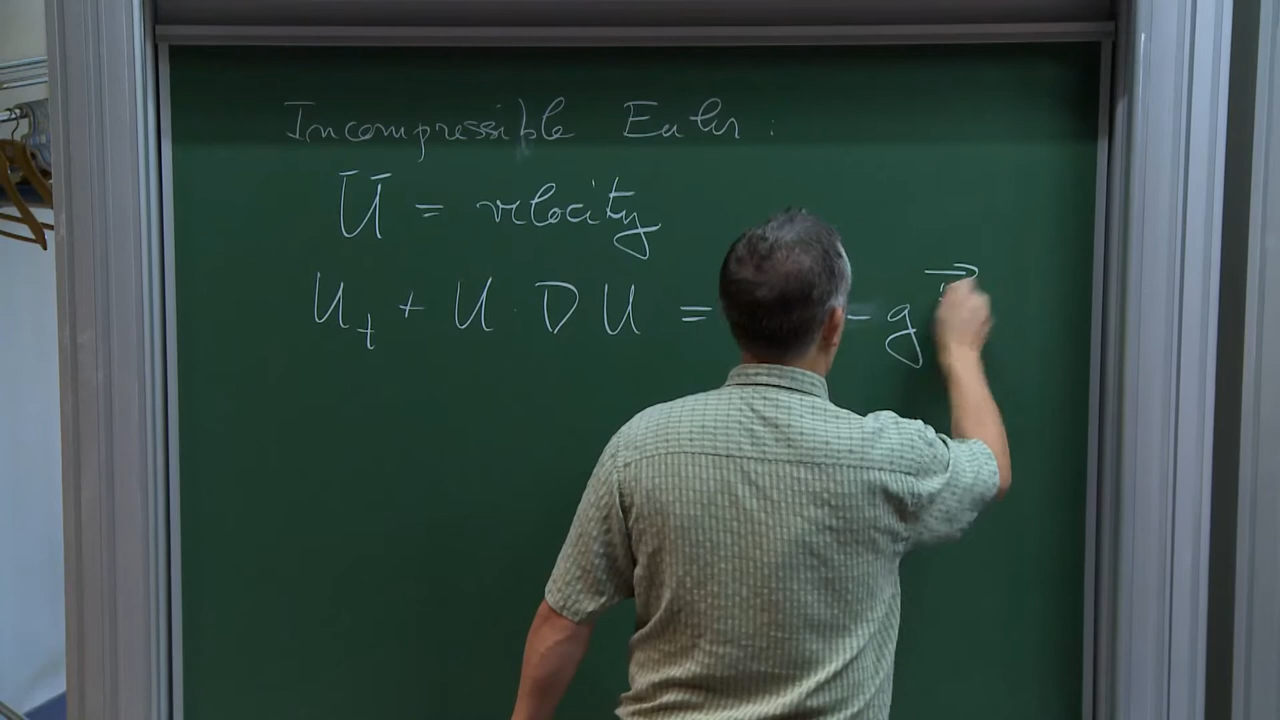 Incompressible Euler :
U = velocity
U_t + U · D U = - g